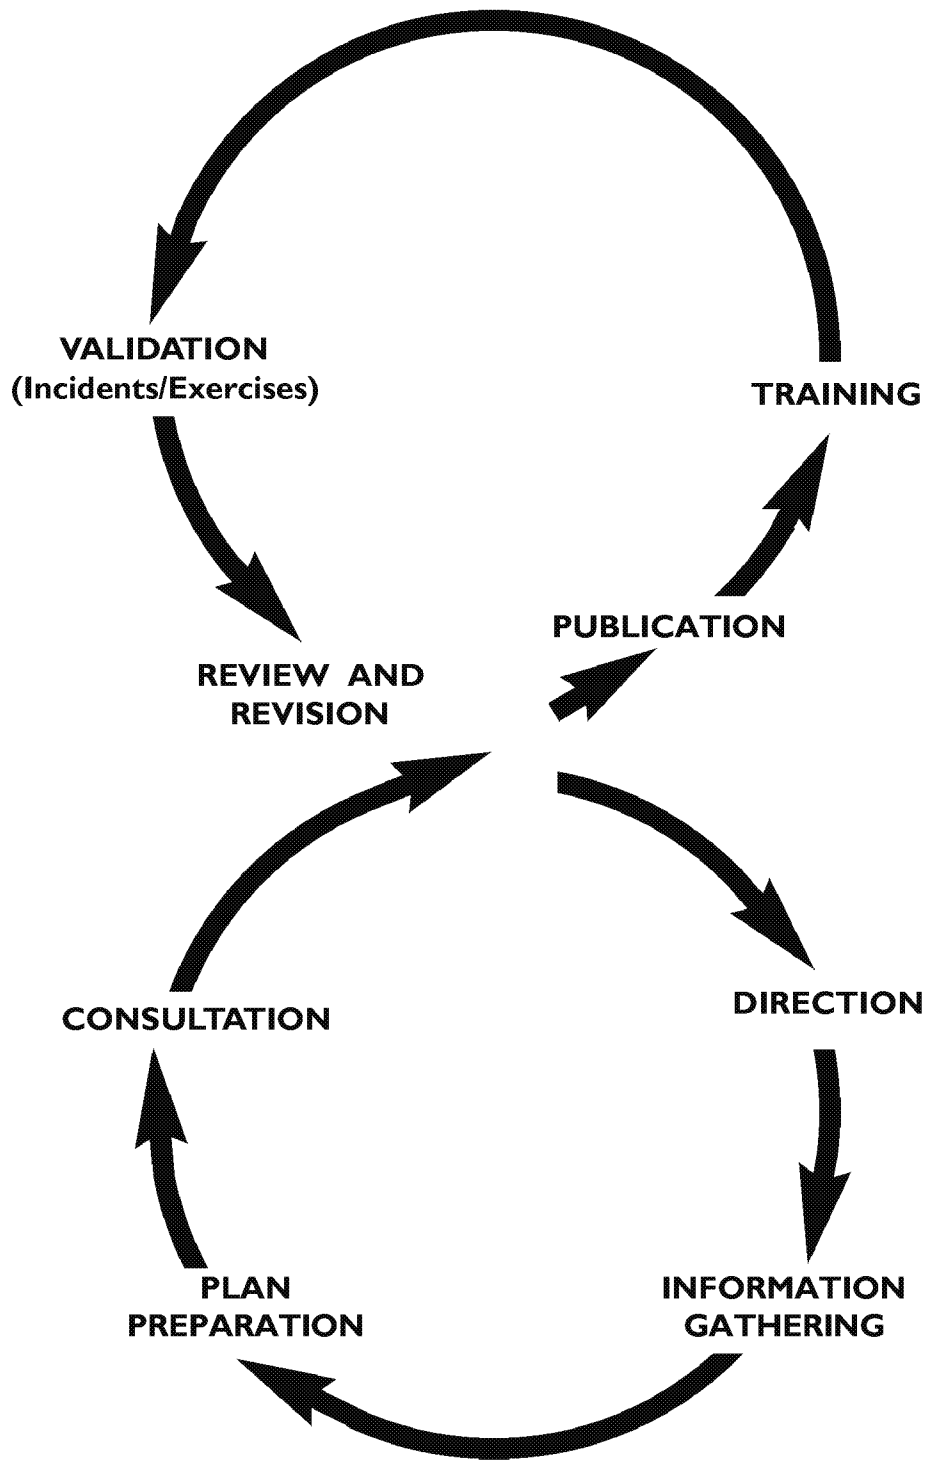 VALIDATION
(Incidents/Exercises)
TRAINING
PUBLICATION
REVIEW AND
REVISION
DIRECTION
CONSULTATION
PLAN
PREPARATION
INFORMATION
GATHERING